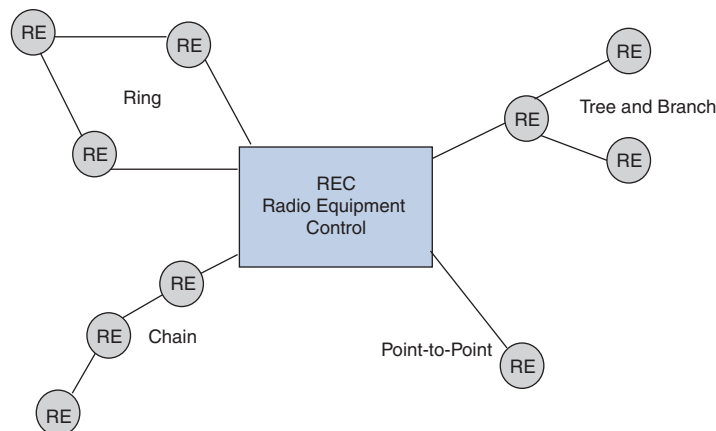 RE
RE
RE
Ring
RE
RE
Tree and Branch
RE
REC
Radio Equipment
Control
RE
RE
Chain
RE
Point-to-Point
RE